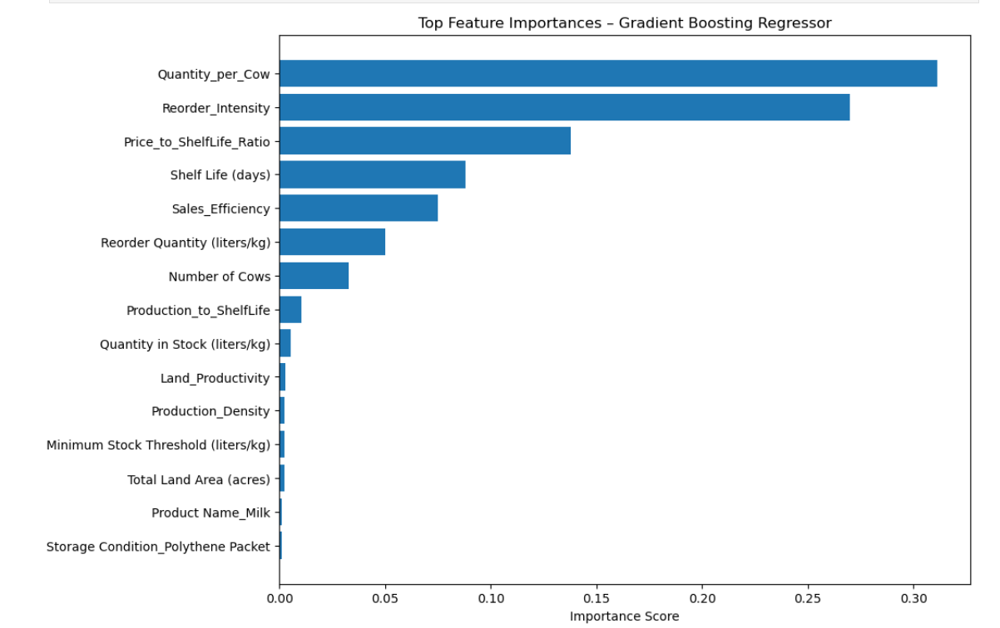 Top Feature Importances – Gradient Boosting Regressor
Quantity_per_Cow
Reorder_Intensity
Price_to_ShelfLife_Ratio
Shelf Life (days)
Sales_Efficiency
Reorder Quantity (liters/kg)
Number of Cows
Production_to_ShelfLife
Quantity in Stock (liters/kg)
Land_Productivity
Production_Density
Minimum Stock Threshold (liters/kg)
Total Land Area (acres)
Product Name_Milk
Storage Condition_Polythene Packet
0.00 0.05 0.10 0.15 0.20 0.25 0.30
Importance Score